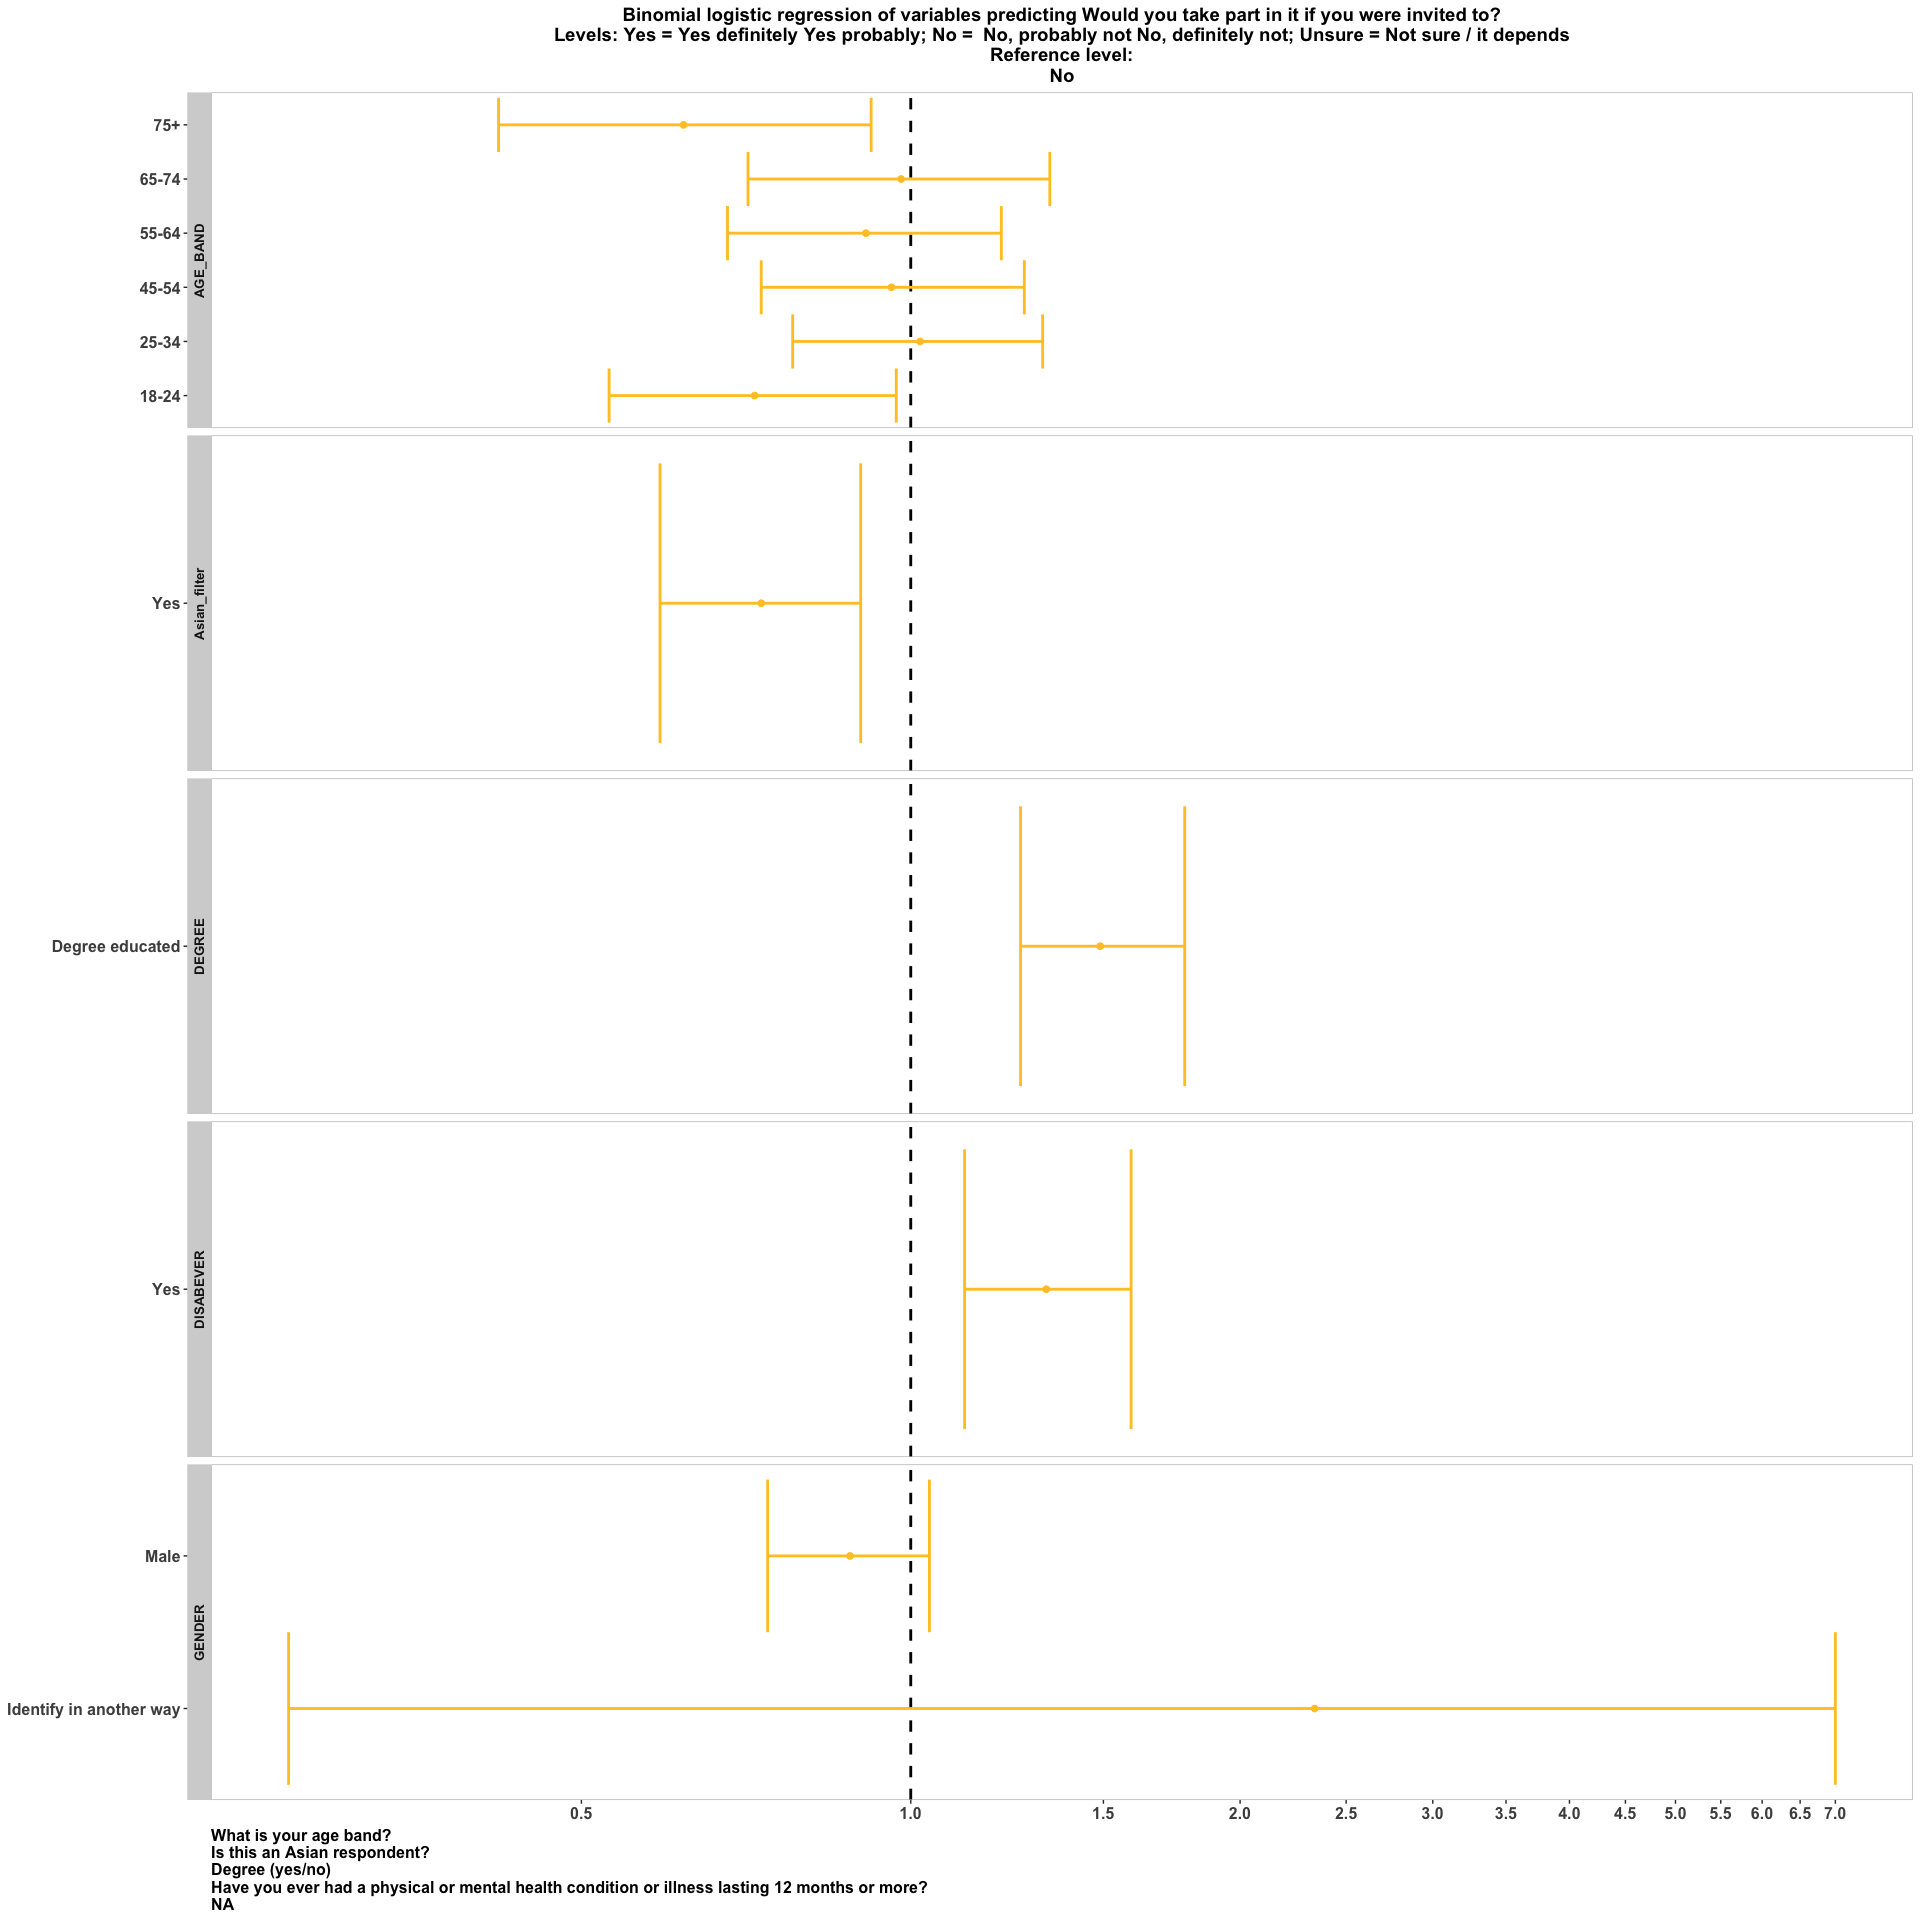 Binomial logistic regression of variables predicting Would you take part in it if you were invited to?
Levels: Yes = Yes definitely Yes probably; No =  No, probably not No, definitely not; Unsure = Not sure / it depends
Reference level:
No
AGE_BAND
75+
65-74
55-64
45-54
25-34
18-24
Asian_filter
Yes
DEGREE
Degree educated
DISABEVER
Yes
GENDER
Male
Identify in another way
0.5 1.0 1.5 2.0 2.5 3.0 3.5 4.0 4.5 5.0 5.5 6.0 6.5 7.0
What is your age band?
Is this an Asian respondent?
Degree (yes/no)
Have you ever had a physical or mental health condition or illness lasting 12 months or more?
NA